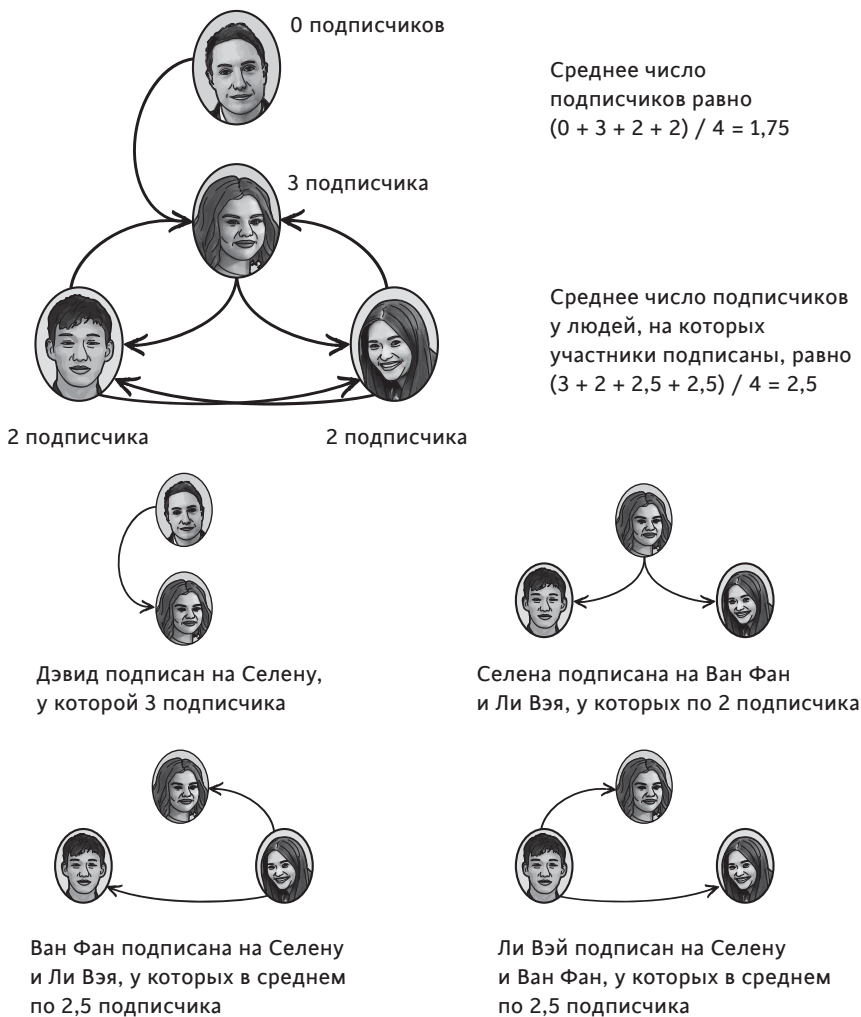 0 подписчиков
Среднее число
подписчиков равно
(0 + 3 + 2 + 2) / 4 = 1,75
3 подписчика
Среднее число подписчиков
у людей, на которых
участники подписаны, равно
(3 + 2 + 2,5 + 2,5) / 4 = 2,5
2 подписчика
2 подписчика
Дэвид подписан на Селену,
у которой 3 подписчика
Селена подписана на Ван Фан
и Ли Вэя, у которых по 2 подписчика
Ван Фан подписана на Селену
и Ли Вэя, у которых в среднем
по 2,5 подписчика
Ли Вэй подписан на Селену
и Ван Фан, у которых в среднем
по 2,5 подписчика